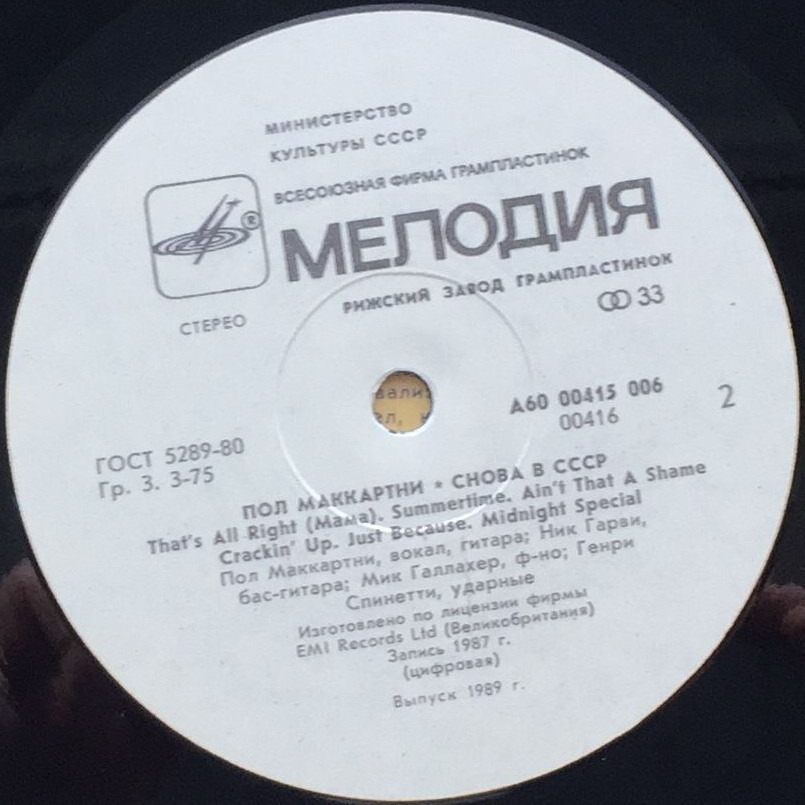 МИНИСТЕРСТВО
КУЛЬТУРЫ СССР
ВСЕСОЮЗНАЯ ФИРМА ГРАМПЛАСТИНОК
®
МЕЛОДИЯ
РИЖСКИЙ ЗАВОД ГРАМПЛАСТИНОК
СТЕРЕО
33
А60 00415 006
00416
2
ГОСТ 5289-80
Гр. 3. 3-75
ПОЛ МАККАРТНИ * СНОВА В СССР
That's All Right (Мама). Summertime. Ain't That A Shame
Crackin' Up. Just Because. Midnight Special
Пол Маккартни, вокал, гитара; Ник Гарви,
бас-гитара; Мик Галлахер, ф-но; Генри
Спинетти, ударные
Изготовлено по лицензии фирмы
EMI Records Ltd (Великобритания)
Запись 1987 г.
(цифровая)
Выпуск 1989 г.